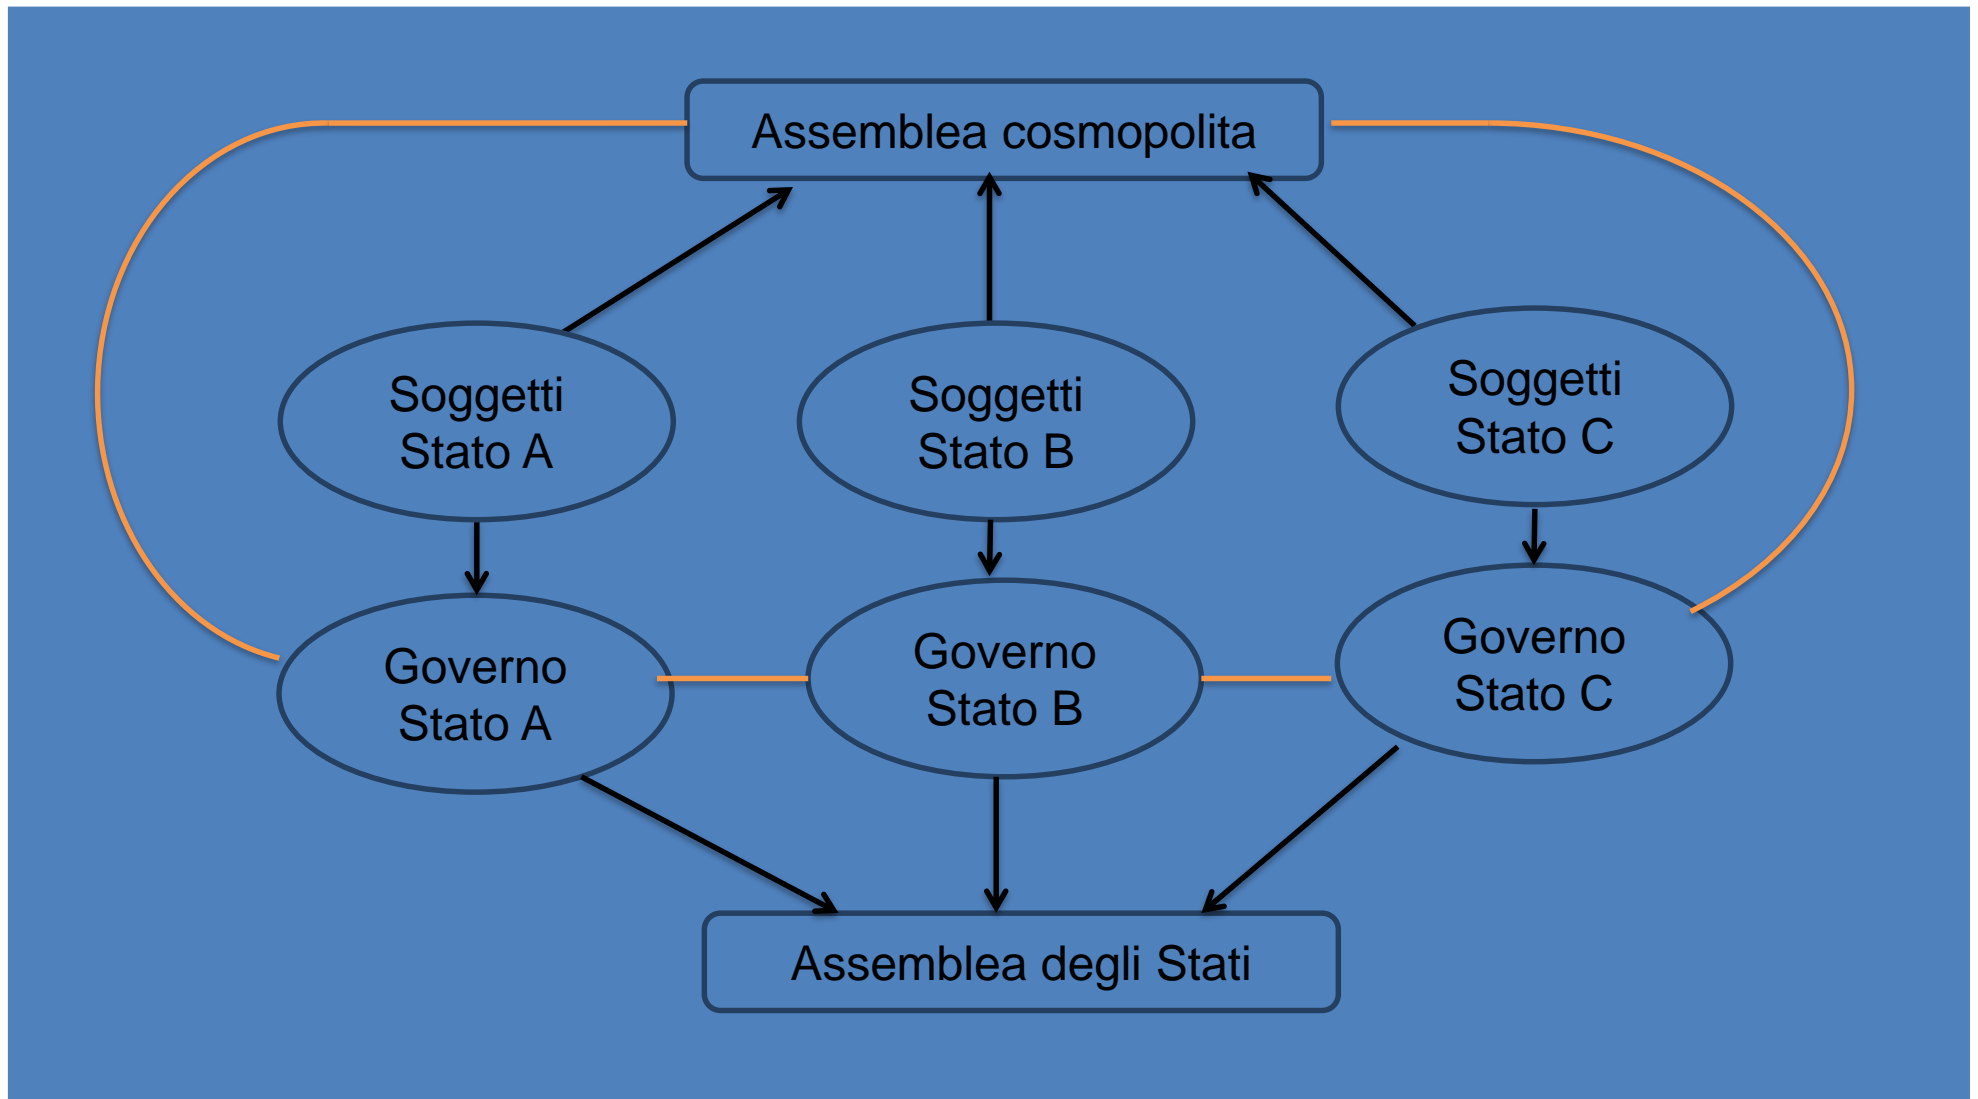 Assemblea cosmopolita
Soggetti
Stato A
Soggetti
Stato B
Soggetti
Stato C
Governo
Stato A
Governo
Stato B
Governo
Stato C
Assemblea degli Stati